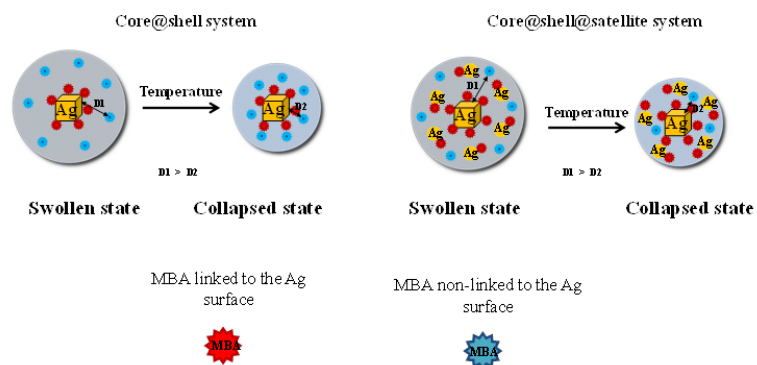 Core@shell system
Core@shell@satellite system
Temperature
Ag
D1
Ag
D2
D1 > D2
Swollen state
Collapsed state
Temperature
Ag
Ag
Ag
Ag
Ag
Ag
Ag
D1
Ag
Ag
Ag
Ag
Ag
Ag
D2
D1 > D2
Swollen state
Collapsed state
MBA linked to the Ag
surface
MBA non-linked to the Ag
surface
MBA
MBA